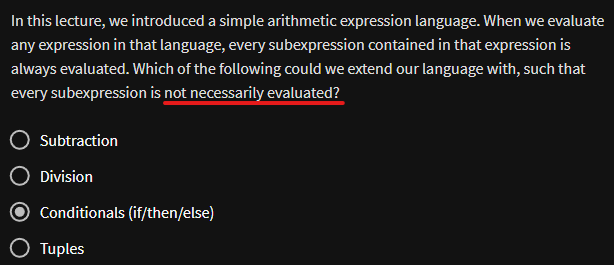 In this lecture, we introduced a simple arithmetic expression language. When we evaluate
any expression in that language, every subexpression contained in that expression is
always evaluated. Which of the following could we extend our language with, such that
every subexpression is not necessarily evaluated?
Subtraction
Division
Conditionals (if/then/else)
Tuples